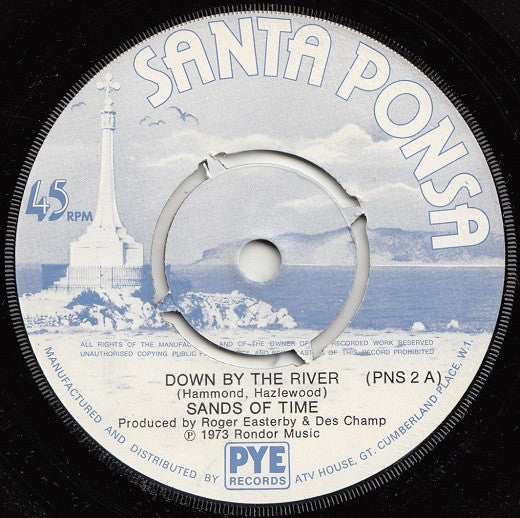 SANTA PONSA
45
RPM
ALL RIGHTS OF THE MANUFAC AND OF THE OWNER OF RECORDED WORK RESERVED
UNAUTHORISED COPYING PUBLIC OF THIS RECORD PROHIBITED
DOWN BY THE RIVER (PNS 2 A)
(Hammond, Hazlewood)
SANDS OF TIME
Produced by Roger Easterby & Des Champ
Ⓟ 1973 Rondor Music
MANUFACTURED AND DISTRIBUTED BY PYE RECORDS ATV HOUSE, GT. CUMBERLAND PLACE, W.1.